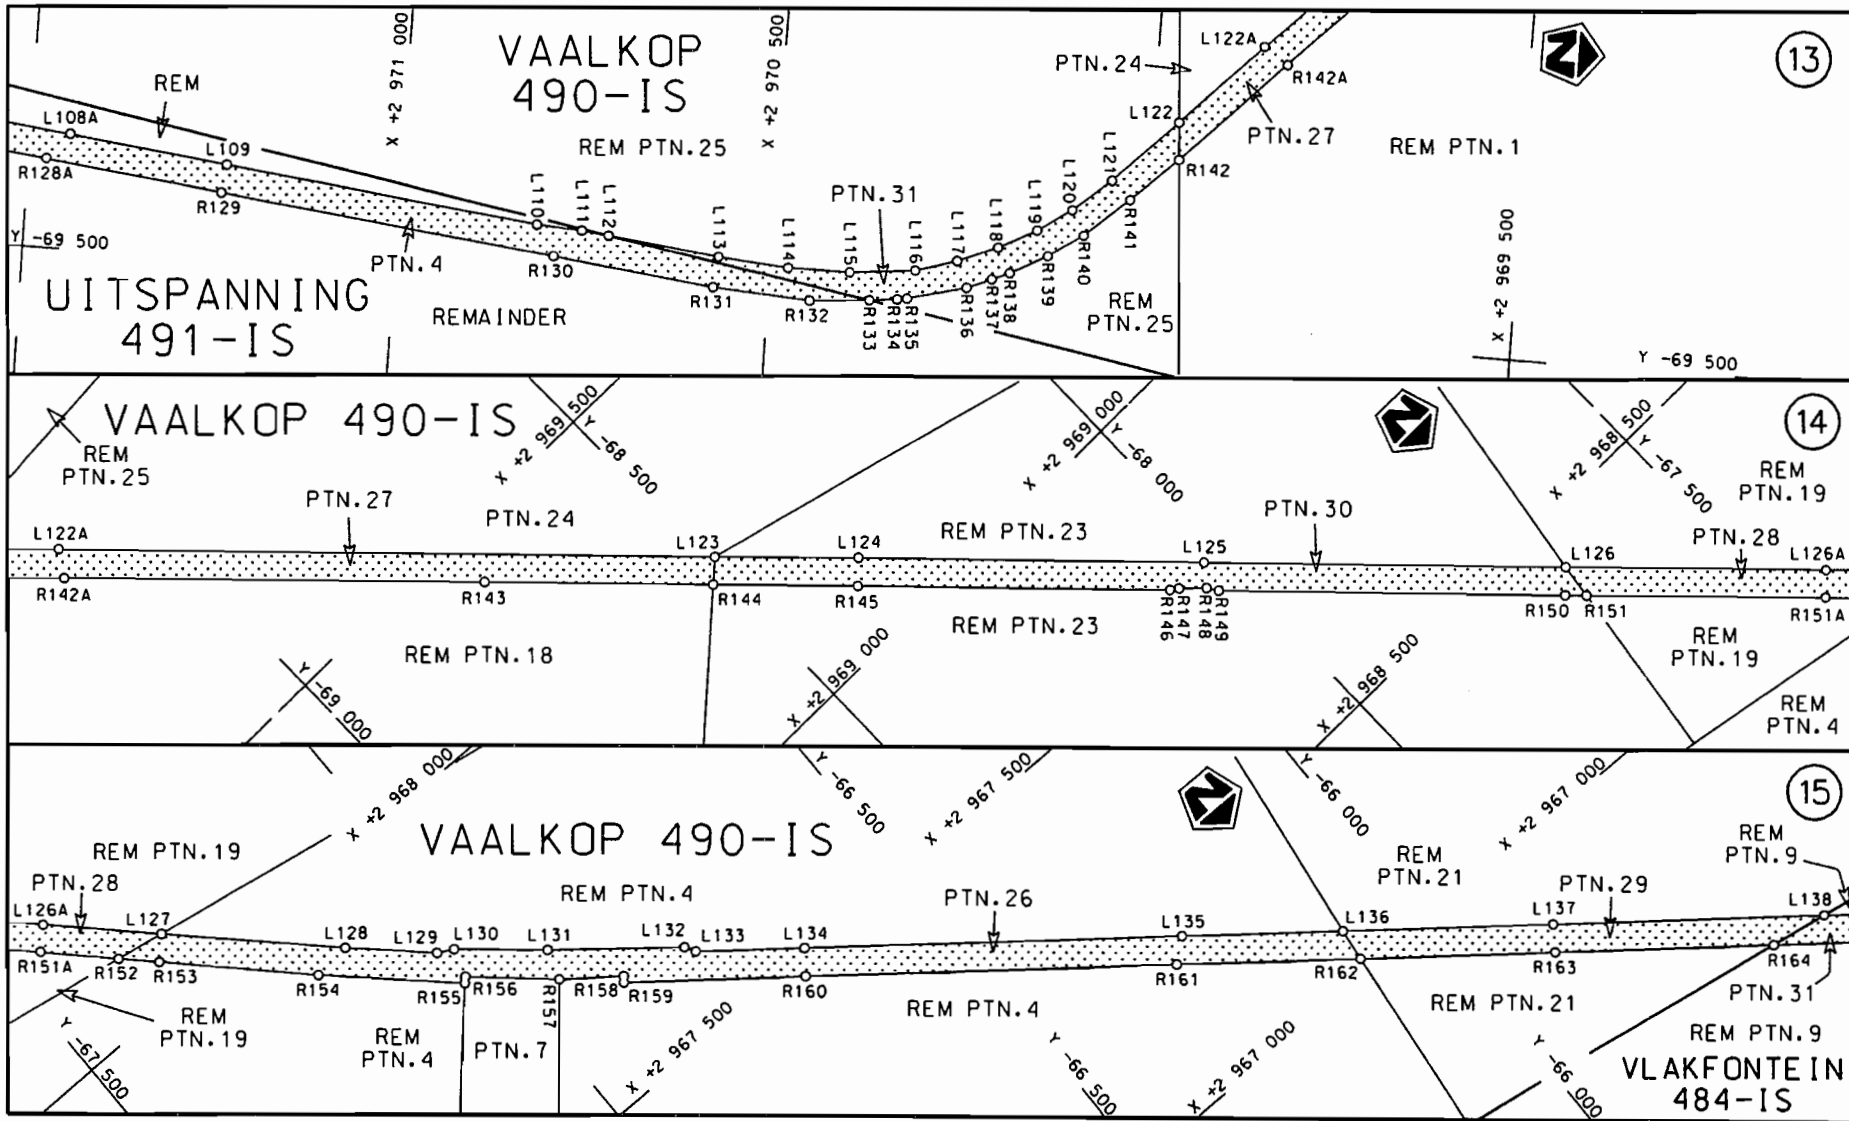 X +2 971 000
VAALKOP
490-IS
X +2 970 500
PTN.24
L122A
R142A
13
REM
L108A
L109
R128A
R129
REM PTN.25
L122
PTN.27
REM PTN.1
R142
L110
L111
L112
L113
L114
L115
PTN.31
L116
L117
L118
L119
L120
L121
Y -69 500
PTN.4
R130
R131
R132
R133
R134
R135
R136
R137
R138
R139
R140
R141
UITSPANNING
491-IS
REMAINDER
REM
PTN.25
X +2 969 500
Y -69 500
VAALKOP 490-IS
REM
PTN.25
X +2 969 500
Y -68 500
X +2 969 000
Y -68 000
X +2 968 500
Y -67 500
14
REM
PTN.19
L122A
PTN.27
PTN.24
L123
L124
REM PTN.23
L125
PTN.30
L126
PTN.28
L126A
R142A
R143
R144
R145
R146
R147
R148
R149
R150
R151
R151A
REM PTN.18
REM PTN.23
REM
PTN.19
Y -69 000
X +2 969 000
X +2 968 500
REM
PTN.4
X +2 968 000
Y -66 500
X +2 967 500
Y -66 000
X +2 967 000
15
VAALKOP 490-IS
REM PTN.19
PTN.28
REM PTN.4
PTN.26
REM
PTN.21
PTN.29
REM
PTN.9
L126A
L127
L128
L129
L130
L131
L132
L133
L134
L135
L136
L137
L138
R151A
R152
R153
R154
R155
R156
R157
R158
R159
R160
R161
R162
R163
R164
REM
PTN.19
REM
PTN.4
PTN.7
REM PTN.4
REM PTN.21
PTN.31
REM PTN.9
Y -67 500
X +2 967 500
Y -66 500
X +2 967 000
Y -66 000
VLAKFONTEIN
484-IS